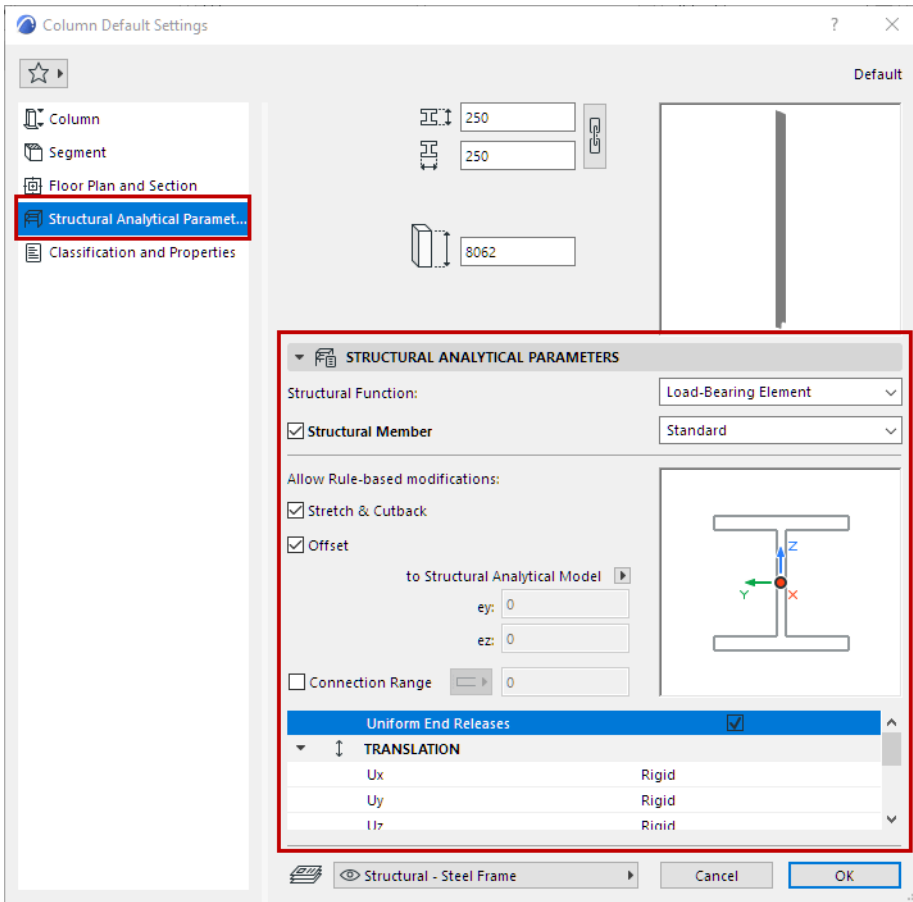 Column Default Settings
?
Default
Column
Segment
Floor Plan and Section
Structural Analytical Paramet...
Classification and Properties
250
250
8062
STRUCTURAL ANALYTICAL PARAMETERS
Structural Function: Load-Bearing Element
Structural Member Standard
Allow Rule-based modifications:
Stretch & Cutback
Offset
to Structural Analytical Model
ey: 0
ez: 0
Connection Range 0
Z
Y X
Uniform End Releases
TRANSLATION
Ux Rigid
Uy Rigid
Uz Rigid
Structural - Steel Frame Cancel OK